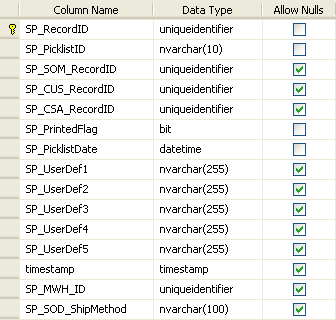 Column Name Data Type Allow Nulls
SP_RecordID uniqueidentifier
SP_PicklistID nvarchar(10)
SP_SOM_RecordID uniqueidentifier
SP_CUS_RecordID uniqueidentifier
SP_CSA_RecordID uniqueidentifier
SP_PrintedFlag bit
SP_PicklistDate datetime
SP_UserDef1 nvarchar(255)
SP_UserDef2 nvarchar(255)
SP_UserDef3 nvarchar(255)
SP_UserDef4 nvarchar(255)
SP_UserDef5 nvarchar(255)
timestamp timestamp
SP_MWH_ID uniqueidentifier
SP_SOD_ShipMethod nvarchar(100)